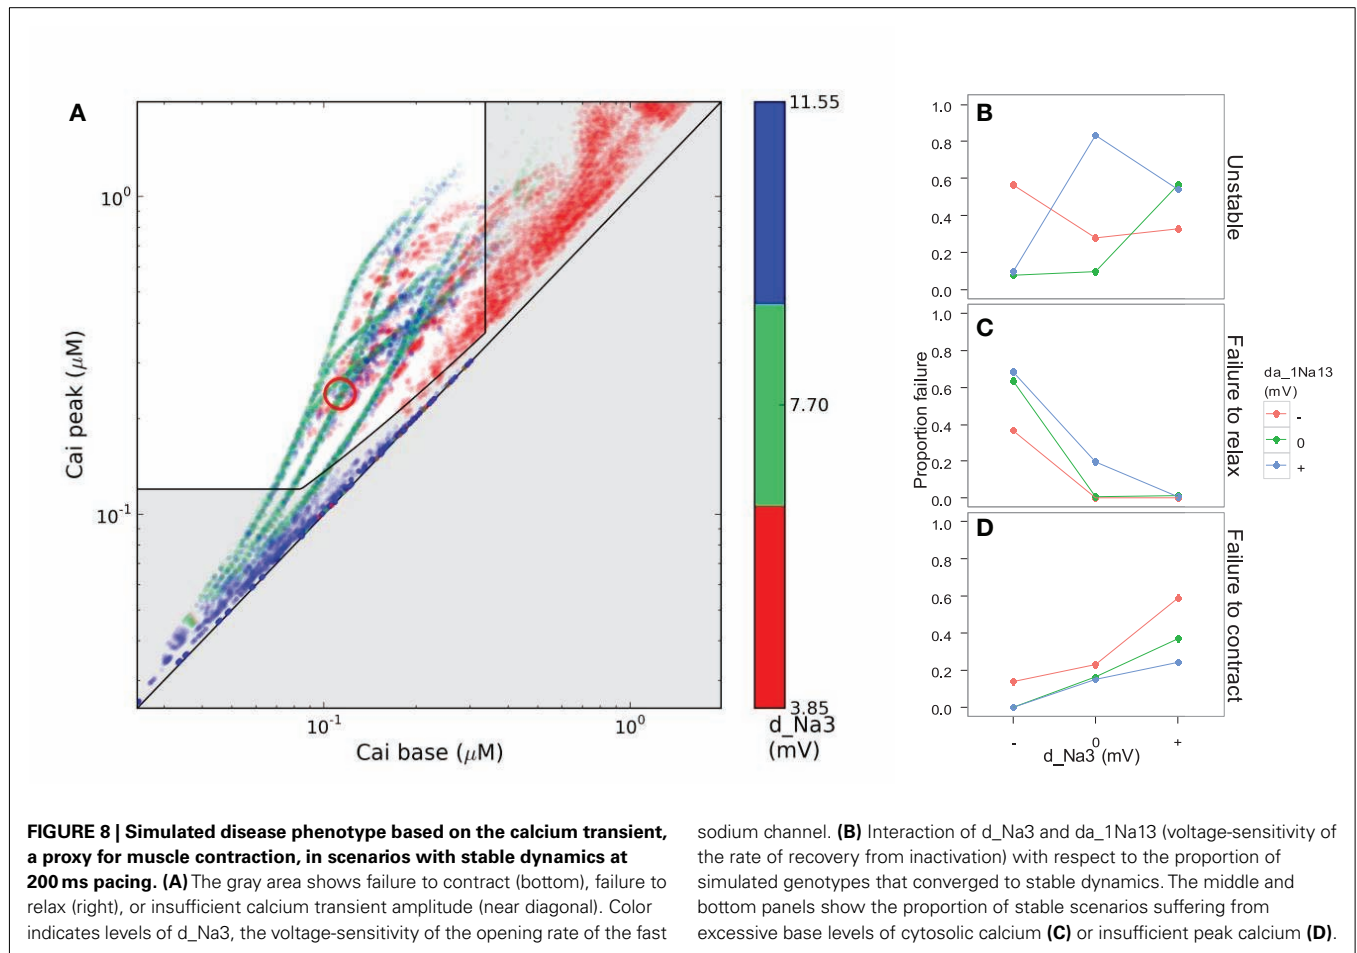 A
Cai peak (μM)
10⁰
10⁻¹
10⁻¹
10⁰
Cai base (μM)
11.55
7.70
3.85
d_Na3
(mV)
B
1.0
0.8
0.6
0.4
0.2
0.0
Unstable
C
1.0
0.8
0.6
0.4
0.2
0.0
Failure to relax
Proportion failure
D
1.0
0.8
0.6
0.4
0.2
0.0
Failure to contract
- 0 +
d_Na3 (mV)
da_1Na13
(mV)
-
0
+
FIGURE 8 | Simulated disease phenotype based on the calcium transient,
a proxy for muscle contraction, in scenarios with stable dynamics at
200 ms pacing. (A) The gray area shows failure to contract (bottom), failure to
relax (right), or insufficient calcium transient amplitude (near diagonal). Color
indicates levels of d_Na3, the voltage-sensitivity of the opening rate of the fast
sodium channel. (B) Interaction of d_Na3 and da_1Na13 (voltage-sensitivity of
the rate of recovery from inactivation) with respect to the proportion of
simulated genotypes that converged to stable dynamics. The middle and
bottom panels show the proportion of stable scenarios suffering from
excessive base levels of cytosolic calcium (C) or insufficient peak calcium (D).